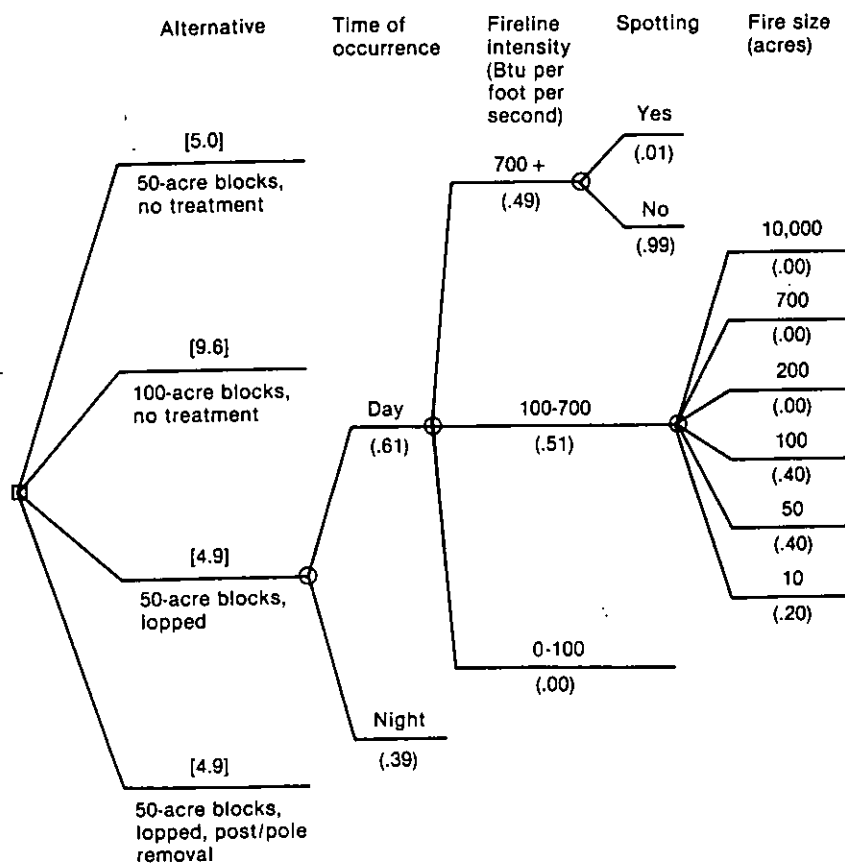 Alternative
Time of
occurrence
Fireline
intensity
(Btu per
foot per
second)
Spotting
Fire size
(acres)
[5.0]
50-acre blocks,
no treatment
[9.6]
100-acre blocks,
no treatment
[4.9]
50-acre blocks,
lopped
[4.9]
50-acre blocks,
lopped, post/pole
removal
Day
(.61)
Night
(.39)
700 +
(.49)
100-700
(.51)
0-100
(.00)
Yes
(.01)
No
(.99)
10,000
(.00)
700
(.00)
200
(.00)
100
(.40)
50
(.40)
10
(.20)